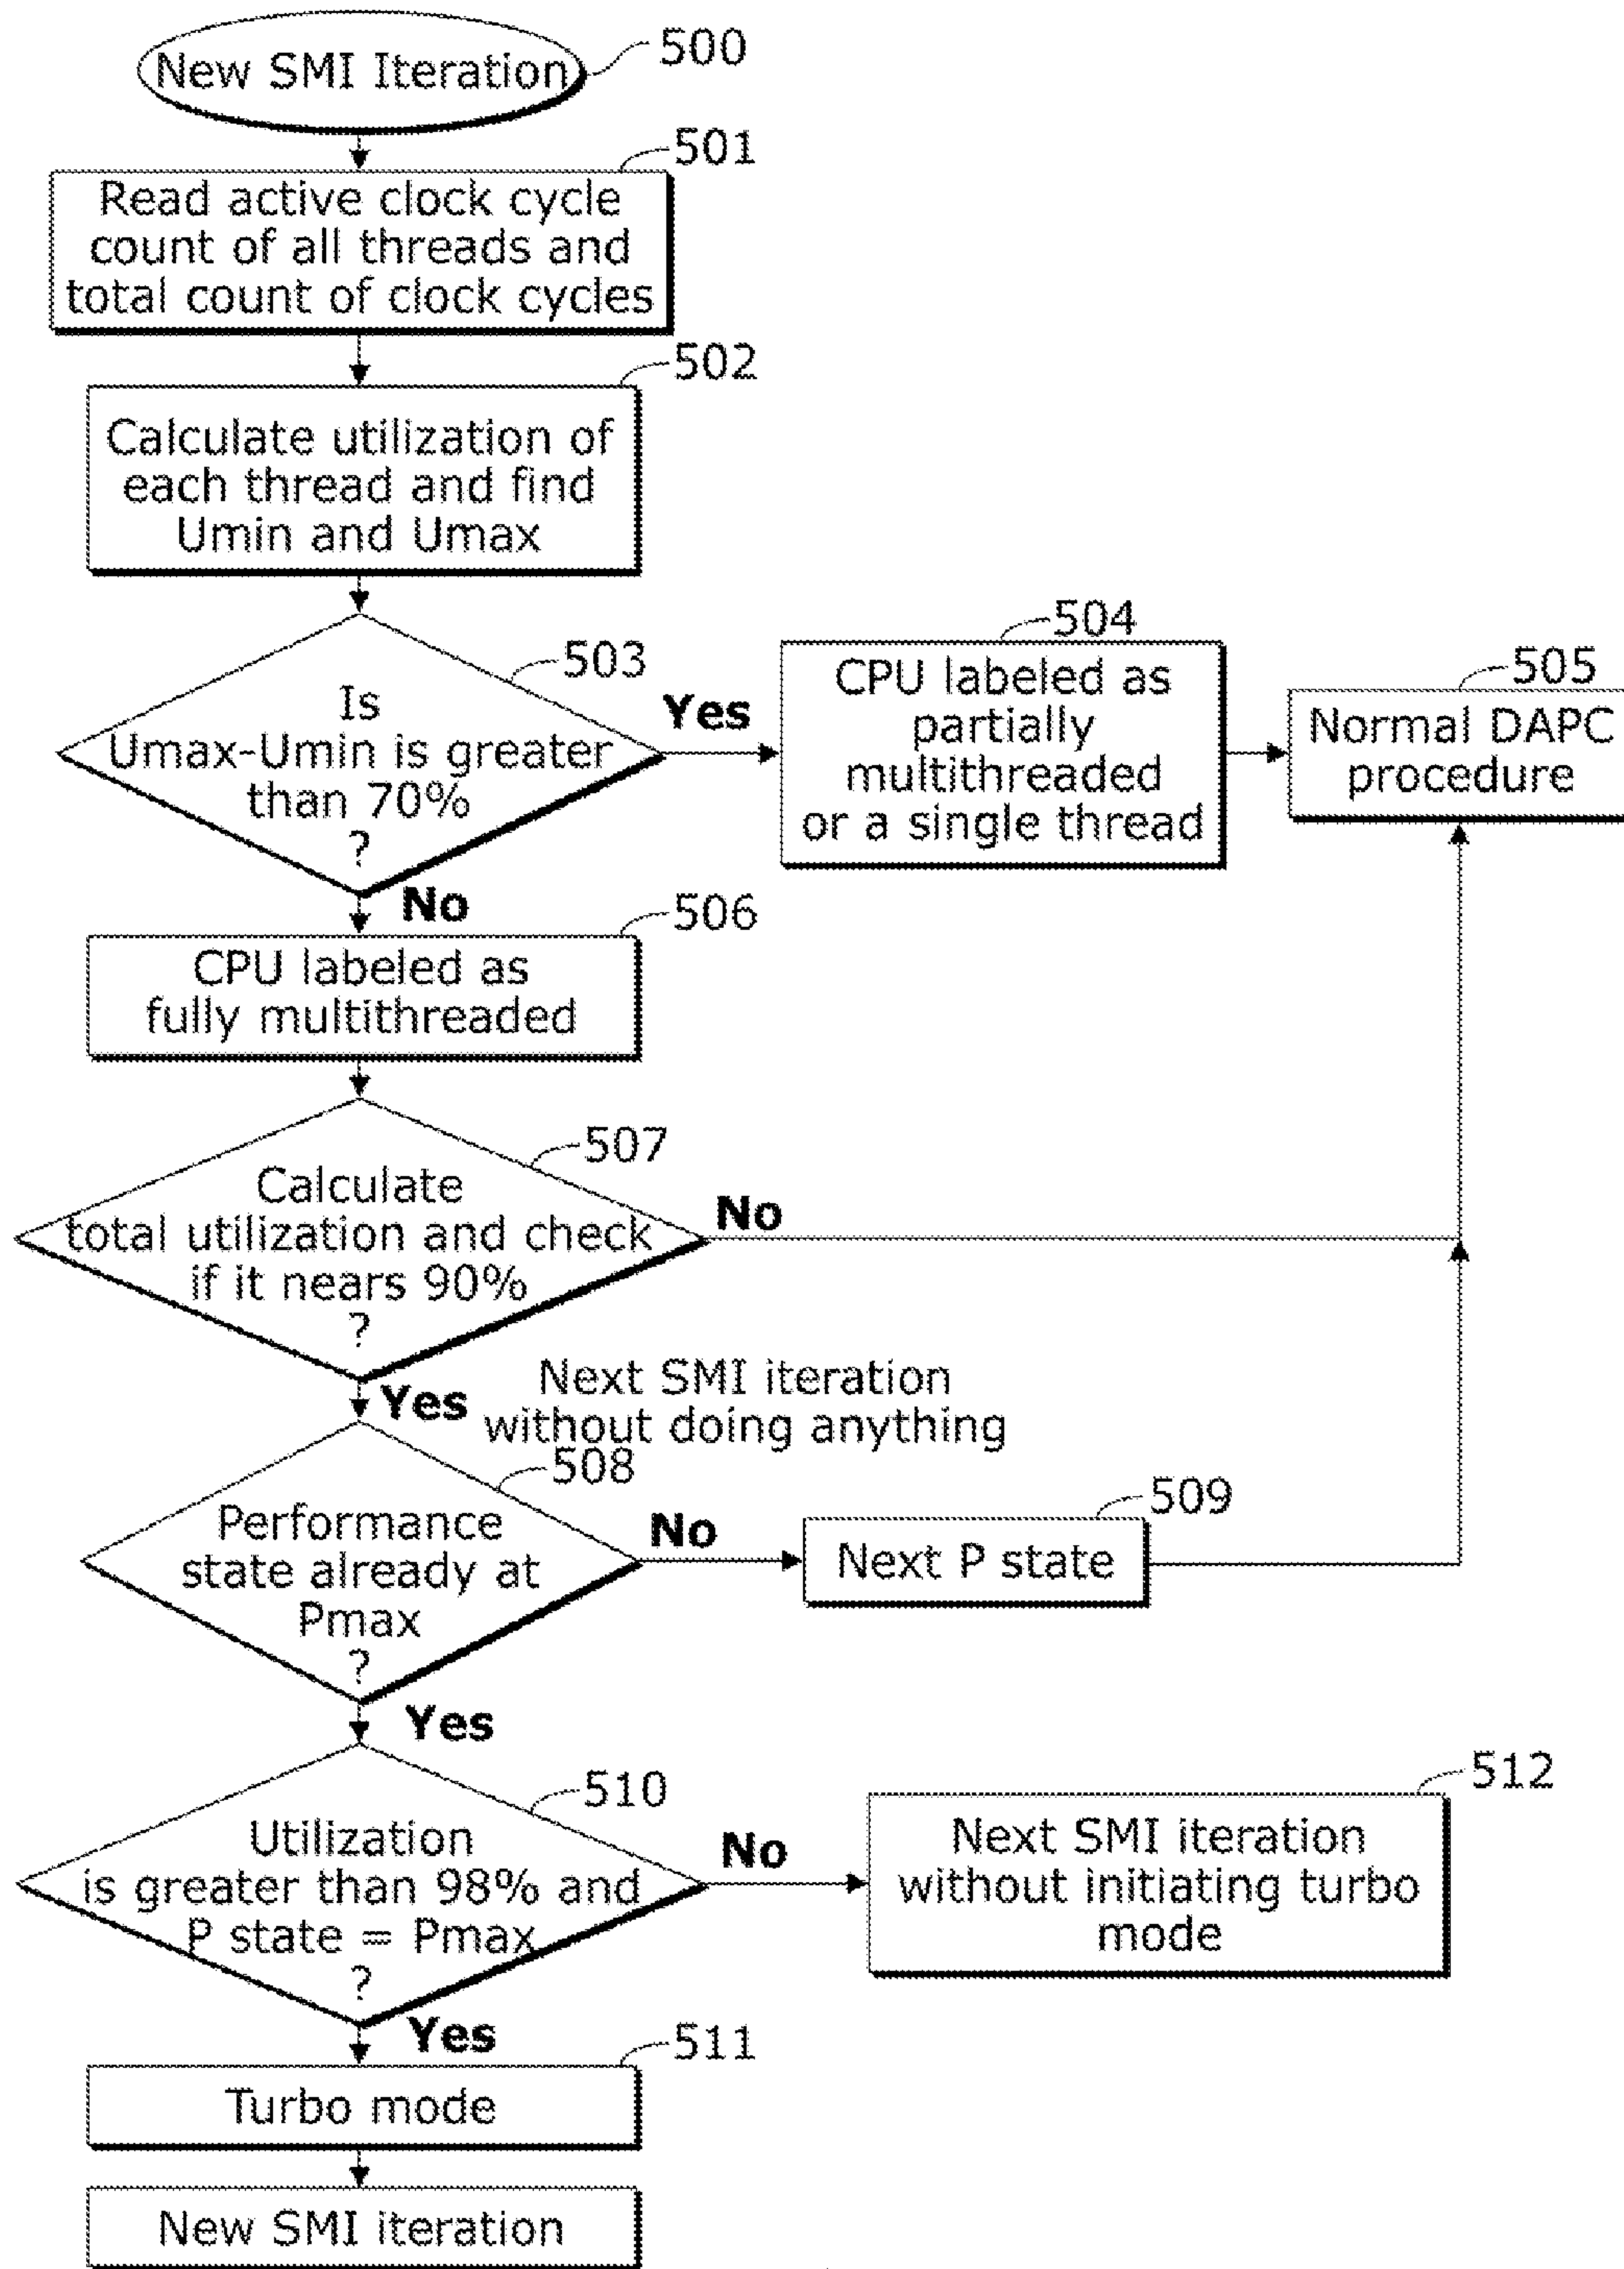 New SMI Iteration
500
501
Read active clock cycle
count of all threads and
total count of clock cycles
502
Calculate utilization of
each thread and find
Umin and Umax
503
Is
Umax-Umin is greater
than 70%
?
Yes
504
CPU labeled as
partially
multithreaded
or a single thread
505
Normal DAPC
procedure
No
506
CPU labeled as
fully multithreaded
507
Calculate
total utilization and check
if it nears 90%
?
No
Yes
Next SMI iteration
without doing anything
508
Performance
state already at
Pmax
?
No
509
Next P state
Yes
510
Utilization
is greater than 98% and
P state = Pmax
?
No
512
Next SMI iteration
without initiating turbo
mode
Yes
511
Turbo mode
New SMI iteration